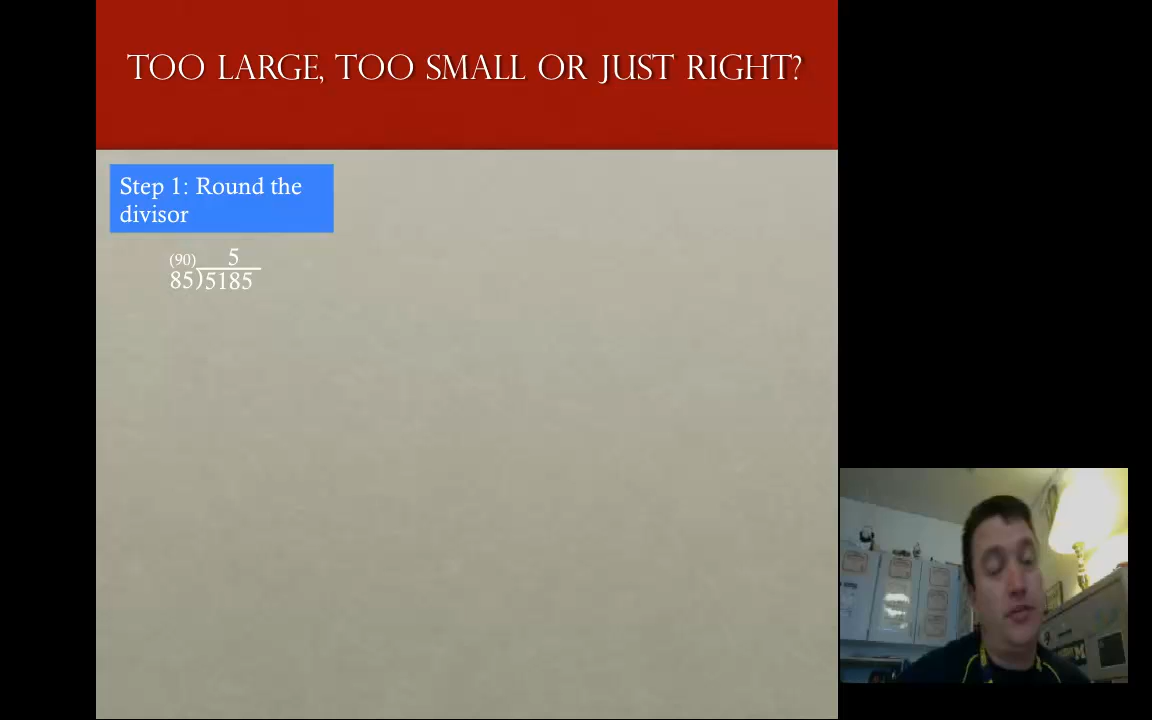 TOO LARGE, TOO SMALL OR JUST RIGHT?
Step 1: Round the
divisor
(90) 5
85)5185